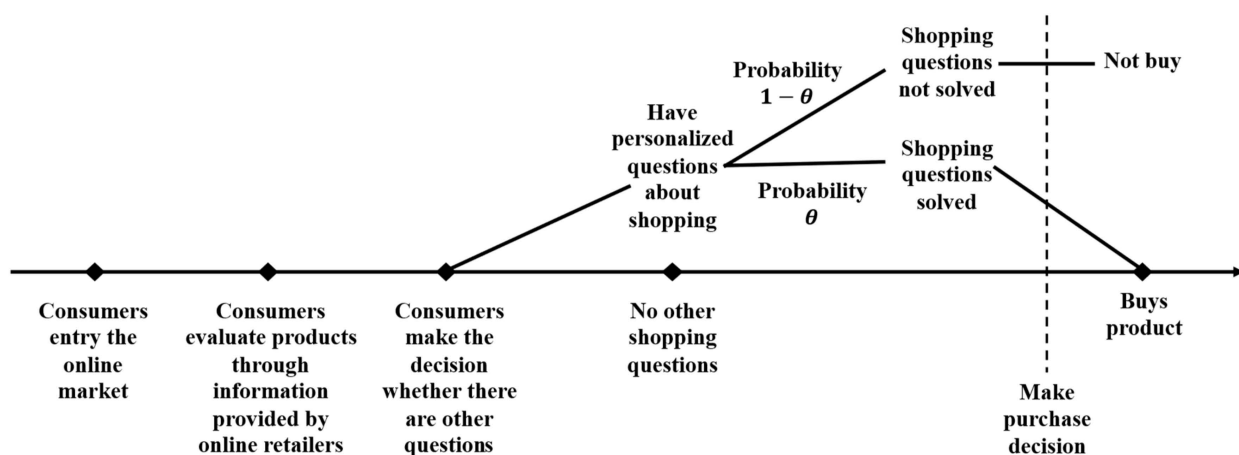 Shopping
questions
not solved
Not buy
Probability
1 − θ
Have
personalized
questions
about
shopping
Shopping
questions
solved
Probability
θ
Consumers
entry the
online
market
Consumers
evaluate products
through
information
provided by
online retailers
Consumers
make the
decision
whether there
are other
questions
No other
shopping
questions
Buys
product
Make
purchase
decision